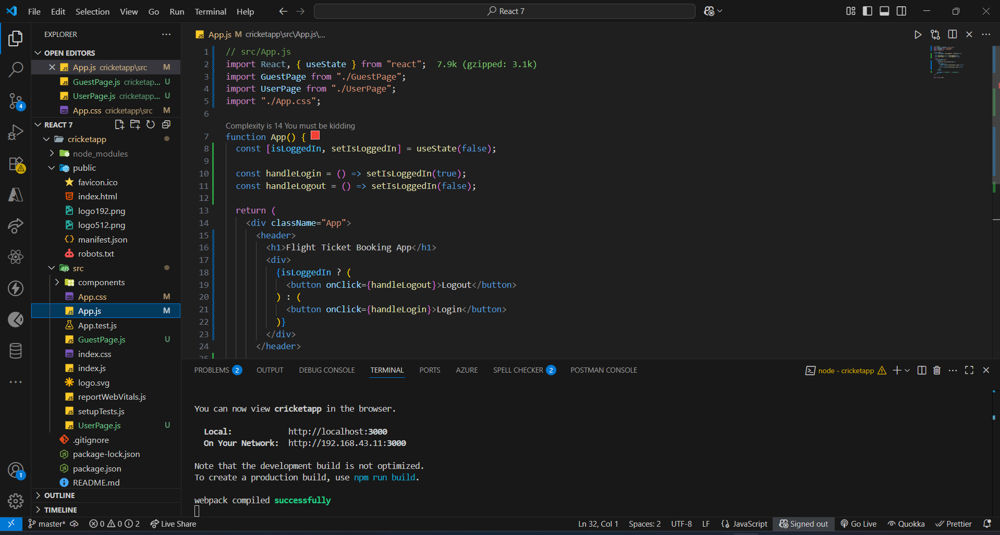 File Edit Selection View Go Run Terminal Help
React 7
EXPLORER
OPEN EDITORS
App.js cricketapp\src M
GuestPage.js cricketap... U
UserPage.js cricketapp... U
App.css cricketapp\src M
REACT 7
cricketapp
node_modules
public
favicon.ico
index.html
logo192.png
logo512.png
manifest.json
robots.txt
src
components
App.css M
App.js M
App.test.js
GuestPage.js U
index.css
index.js
logo.svg
reportWebVitals.js
setupTests.js
UserPage.js U
.gitignore
package-lock.json
package.json
README.md
OUTLINE
TIMELINE
4
1
App.js M cricketapp\src\App.js\...
1 // src/App.js
2 import React, { useState } from "react"; 7.9k (gzipped: 3.1k)
3 import GuestPage from "./GuestPage";
4 import UserPage from "./UserPage";
5 import "./App.css";
6
Complexity is 14 You must be kidding
7 function App() {
8 const [isLoggedIn, setIsLoggedIn] = useState(false);
9
10 const handleLogin = () => setIsLoggedIn(true);
11 const handleLogout = () => setIsLoggedIn(false);
12
13 return (
14 <div className="App">
15 <header>
16 <h1>Flight Ticket Booking App</h1>
17 <div>
18 {isLoggedIn ? (
19 <button onClick={handleLogout}>Logout</button>
20 ) : (
21 <button onClick={handleLogin}>Login</button>
22 )}
23 </div>
24 </header>
25
PROBLEMS 2 OUTPUT DEBUG CONSOLE TERMINAL PORTS AZURE SPELL CHECKER 2 POSTMAN CONSOLE
node - cricketapp
You can now view cricketapp in the browser.
Local: http://localhost:3000
On Your Network: http://192.168.43.11:3000
Note that the development build is not optimized.
To create a production build, use npm run build.
webpack compiled successfully
master* 0 0 2 Live Share Ln 32, Col 1 Spaces: 2 UTF-8 LF {} JavaScript Signed out Go Live Quokka Prettier